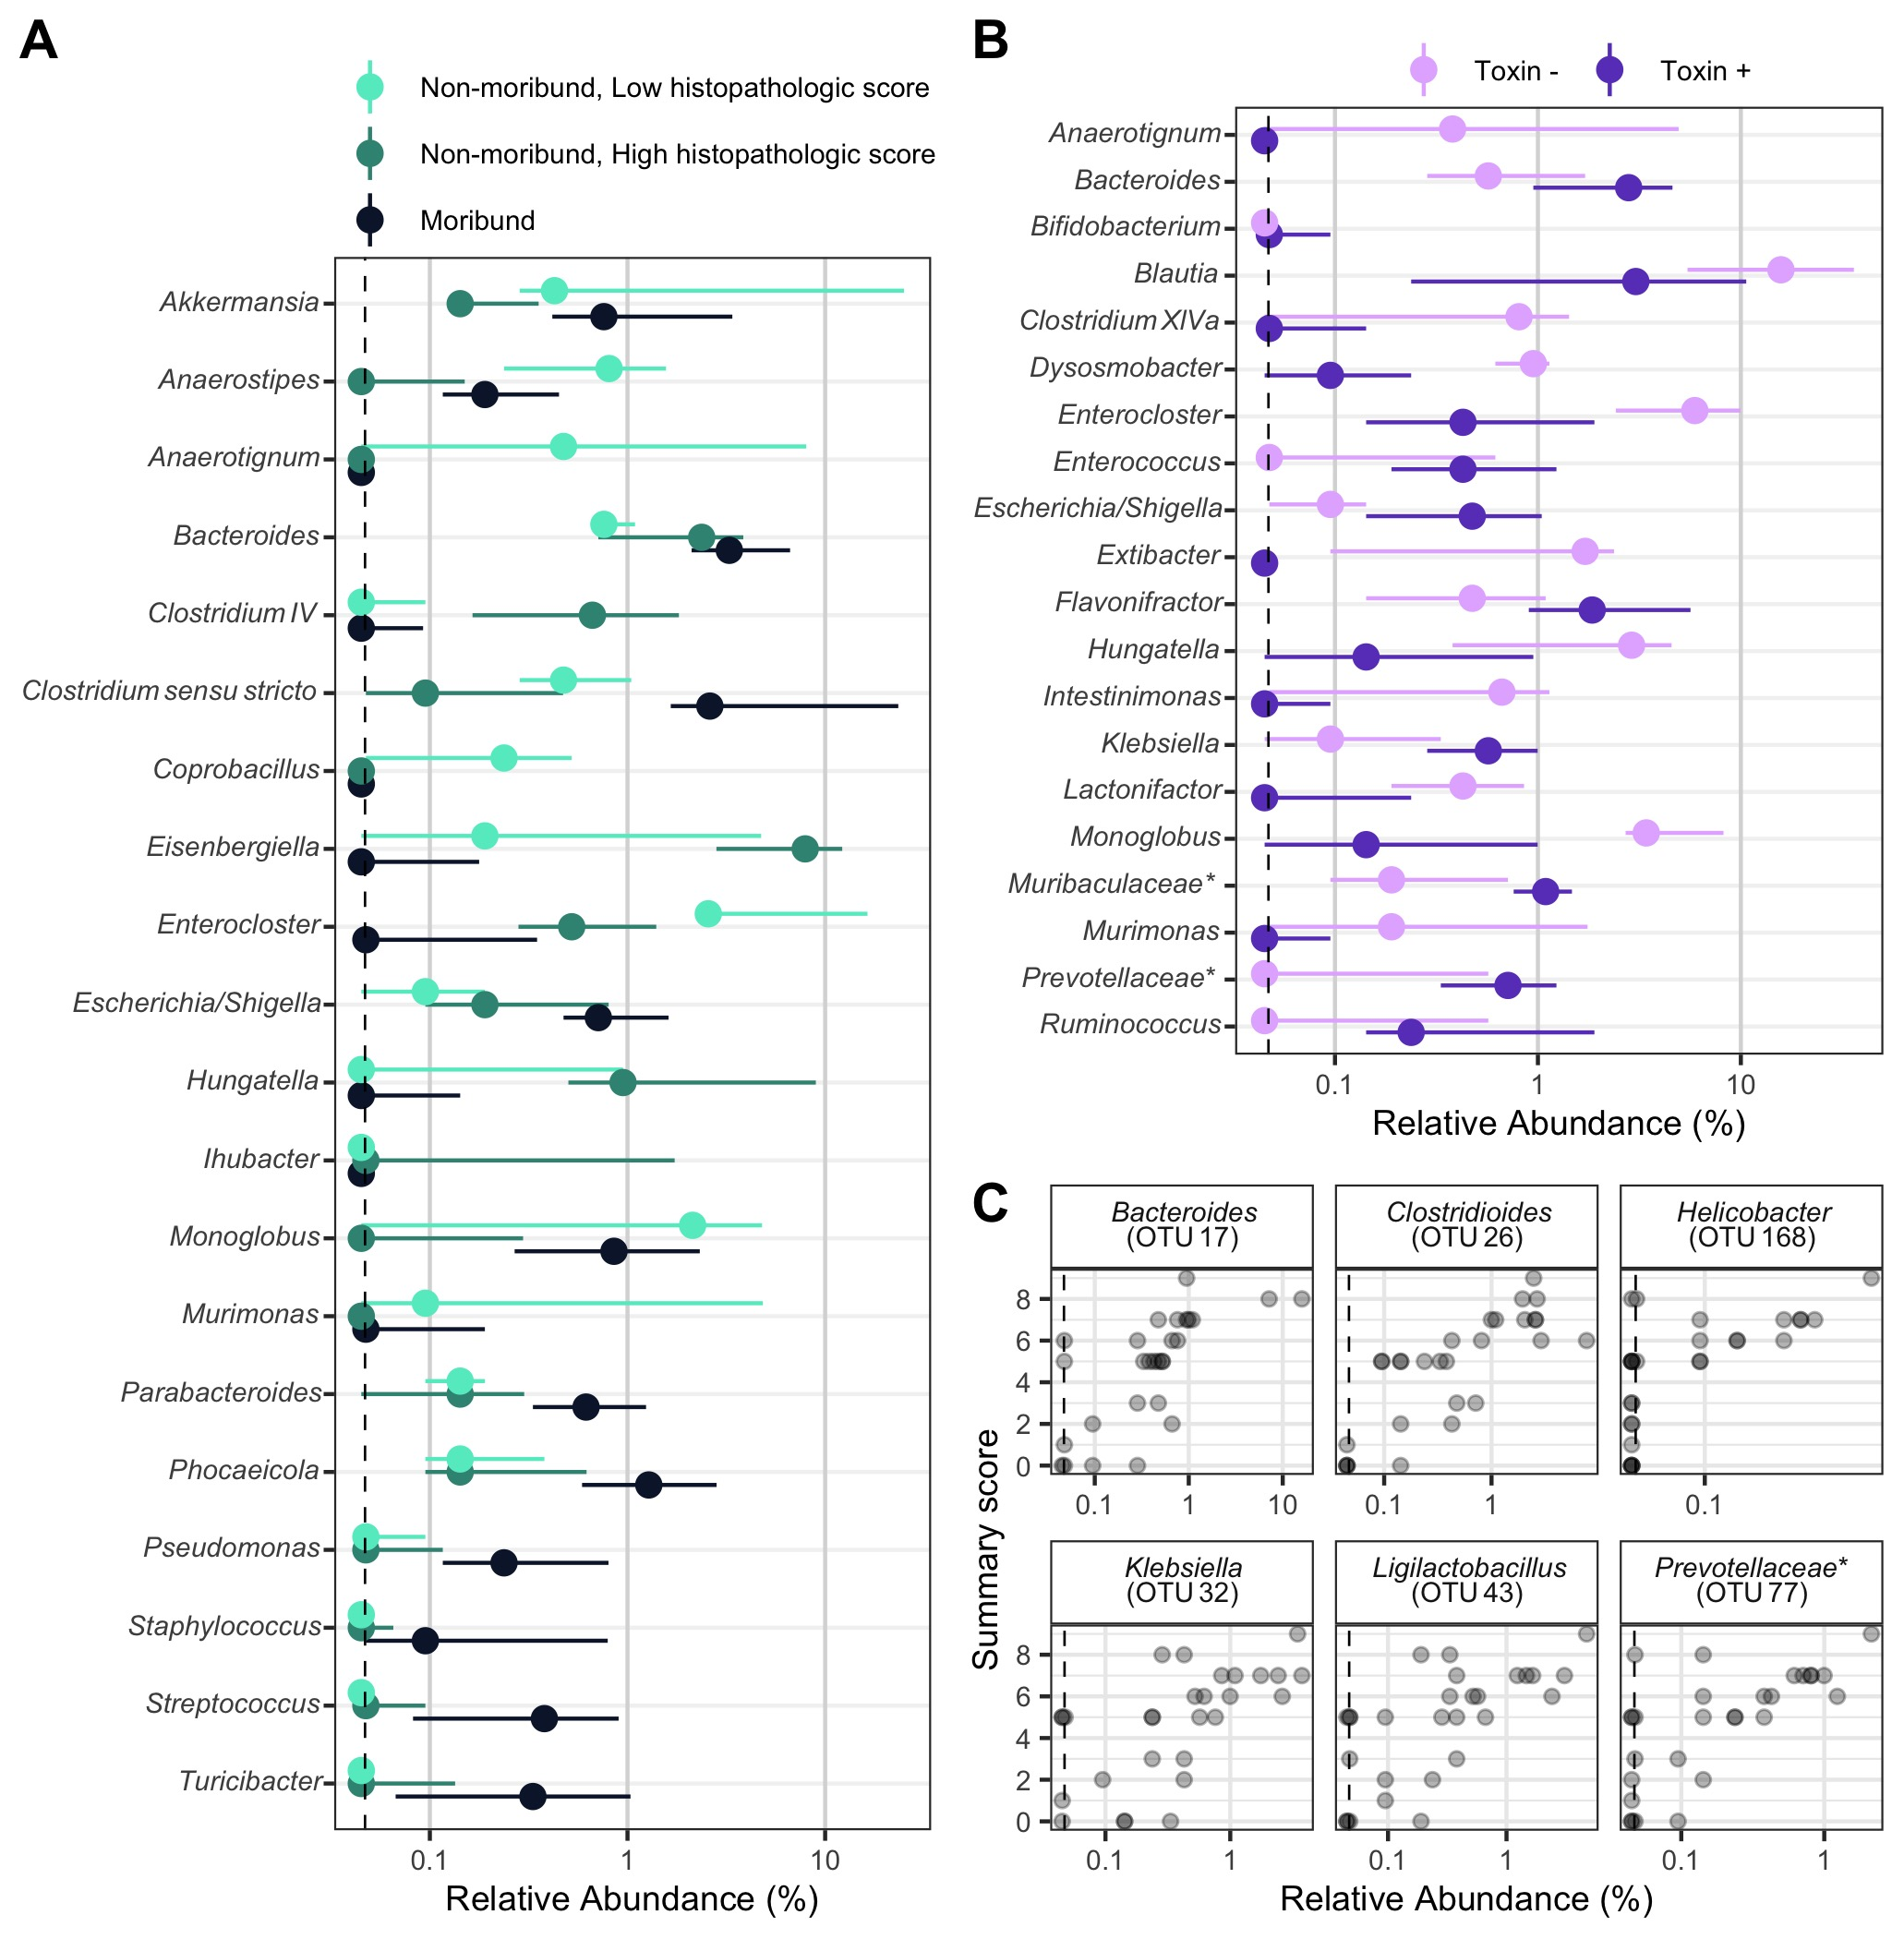 A
Non-moribund, Low histopathologic score
Non-moribund, High histopathologic score
Moribund
Akkermansia
Anaerostipes
Anaerotignum
Bacteroides
Clostridium IV
Clostridium sensu stricto
Coprobacillus
Eisenbergiella
Enterocloster
Escherichia/Shigella
Hungatella
Ihubacter
Monoglobus
Murimonas
Parabacteroides
Phocaeicola
Pseudomonas
Staphylococcus
Streptococcus
Turicibacter
0.1 1 10
Relative Abundance (%)
B
Toxin - Toxin +
Anaerotignum
Bacteroides
Bifidobacterium
Blautia
Clostridium XIVa
Dysosmobacter
Enterocloster
Enterococcus
Escherichia/Shigella
Extibacter
Flavonifractor
Hungatella
Intestinimonas
Klebsiella
Lactonifactor
Monoglobus
Muribaculaceae*
Murimonas
Prevotellaceae*
Ruminococcus
0.1 1 10
Relative Abundance (%)
C
Summary score
Bacteroides
(OTU 17)
Clostridioides
(OTU 26)
Helicobacter
(OTU 168)
8
6
4
2
0
0.1 1 10
0.1 1
0.1
Klebsiella
(OTU 32)
Ligilactobacillus
(OTU 43)
Prevotellaceae*
(OTU 77)
8
6
4
2
0
0.1 1
0.1 1
0.1 1
Relative Abundance (%)